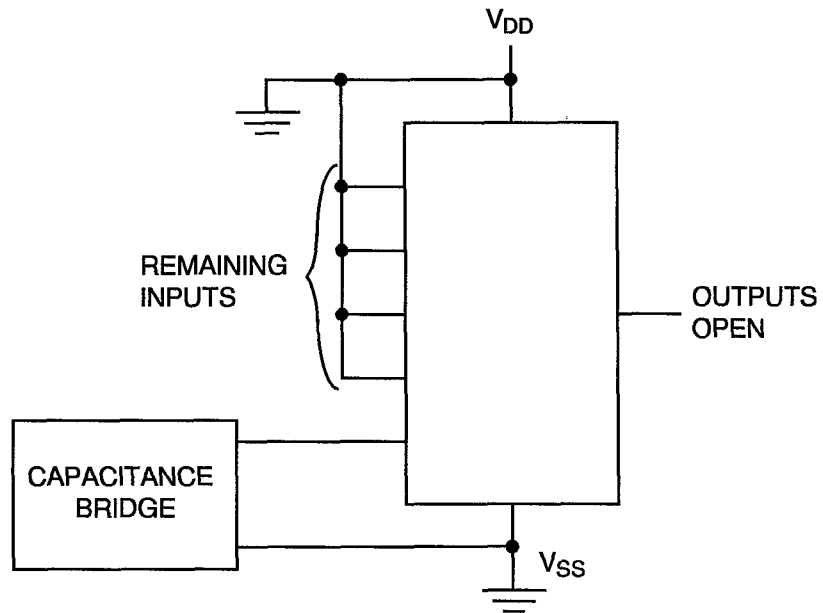 VDD
REMAINING
INPUTS
OUTPUTS
OPEN
CAPACITANCE
BRIDGE
VSS